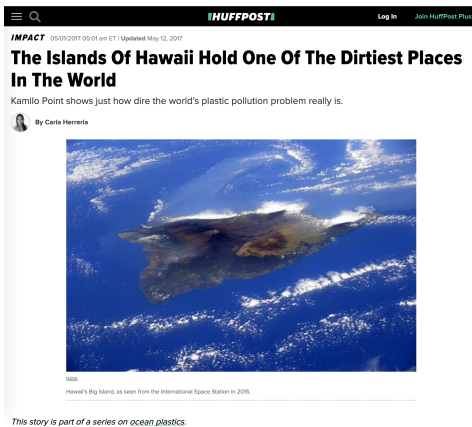 HUFFPOST
Log In
Join HuffPost Plus
IMPACT 05/01/2017 05:01 am ET | Updated May 12, 2017
The Islands Of Hawaii Hold One Of The Dirtiest Places
In The World
Kamilo Point shows just how dire the world's plastic pollution problem really is.
By Carla Herreria
NASA
Hawaii's Big Island, as seen from the International Space Station in 2015.
This story is part of a series on ocean plastics.